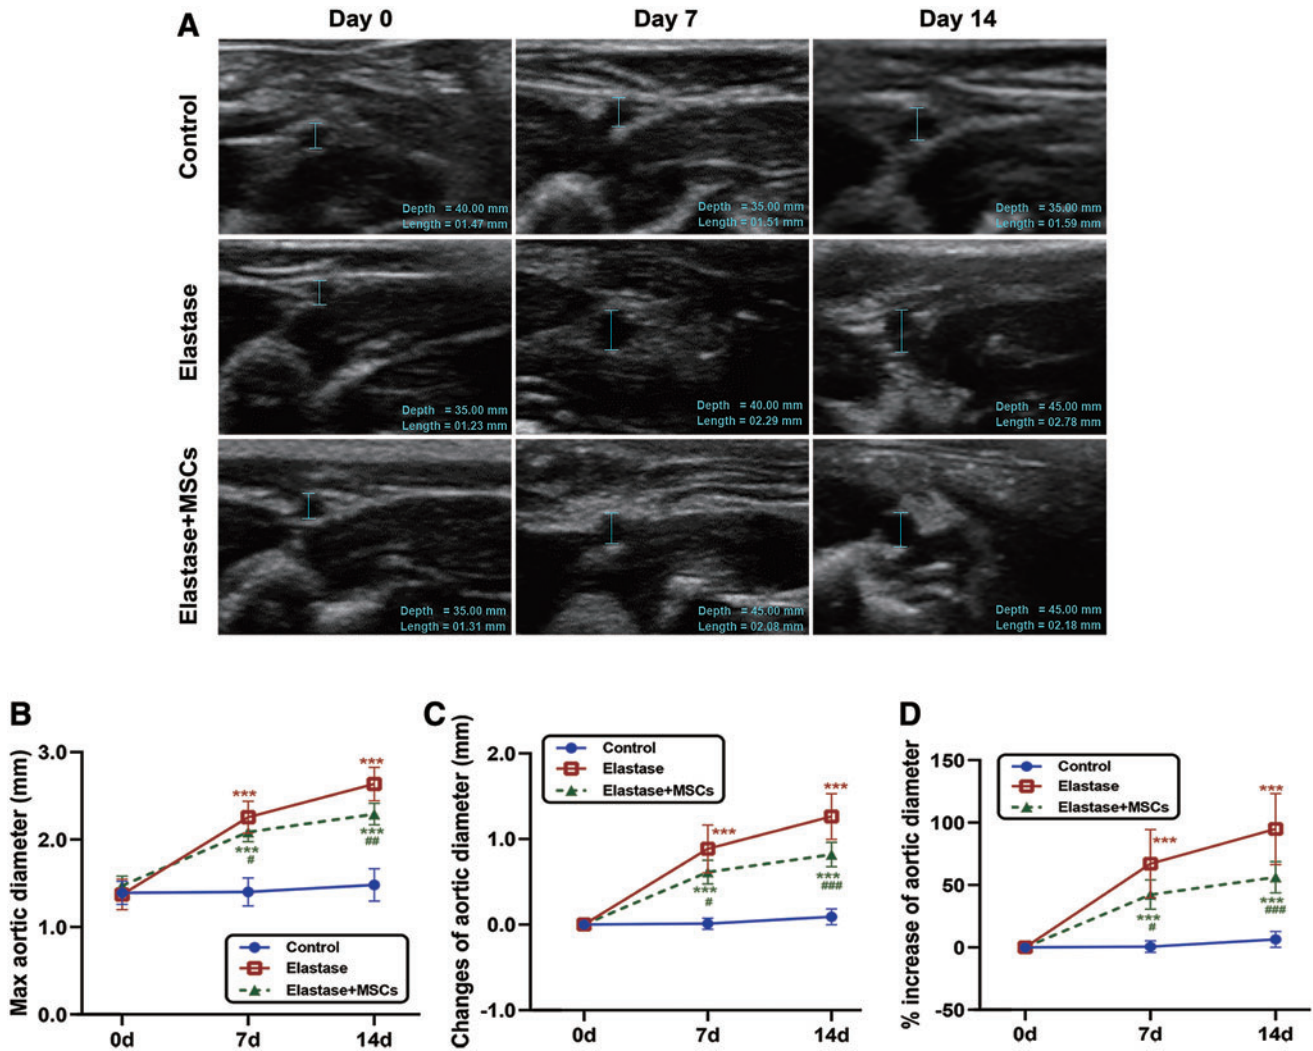 A
Day 0
Day 7
Day 14
Control
Depth = 40.00 mm
Length = 01.47 mm
Depth = 35.00 mm
Length = 01.51 mm
Depth = 35.00 mm
Length = 01.59 mm
Elastase
Depth = 35.00 mm
Length = 01.23 mm
Depth = 40.00 mm
Length = 02.29 mm
Depth = 45.00 mm
Length = 02.78 mm
Elastase+MSCs
Depth = 35.00 mm
Length = 01.31 mm
Depth = 45.00 mm
Length = 02.08 mm
Depth = 45.00 mm
Length = 02.18 mm
B
Max aortic diameter (mm)
3.0
2.0
1.0
0.0
***
***
***
#
***
##
Control
Elastase
Elastase+MSCs
0d
7d
14d
C
Changes of aortic diameter (mm)
2.0
1.0
0.0
-1.0
Control
Elastase
Elastase+MSCs
***
***
***
#
***
###
0d
7d
14d
D
% increase of aortic diameter
150
100
50
0
-50
Control
Elastase
Elastase+MSCs
***
***
***
#
***
###
0d
7d
14d